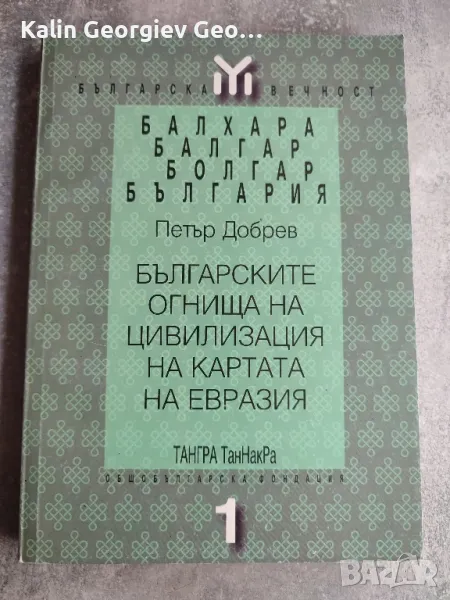 Kalin Georgiev Geo...
БЪЛГАРСКА ВЕЧНОСТ
БАЛХАРА
БАЛГАР
БОЛГАР
БЪЛГАРИЯ
Петър Добрев
БЪЛГАРСКИТЕ
ОГНИЩА НА
ЦИВИЛИЗАЦИЯ
НА КАРТАТА
НА ЕВРАЗИЯ
ТАНГРА ТанНакРа
ОБЩОБЪЛГАРСКА ФОНДАЦИЯ
1
BAZAR